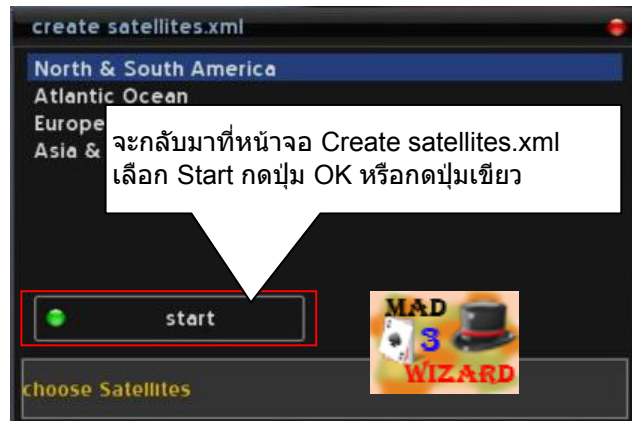 create satellites.xml
North & South America
Atlantic Ocean
Europe
Asia &
จะกลับมาที่หน้าจอ Create satellites.xml
เลือก Start กดปุ่ม OK หรือกดปุ่มเขียว
start
MAD
3
WIZARD
choose Satellites